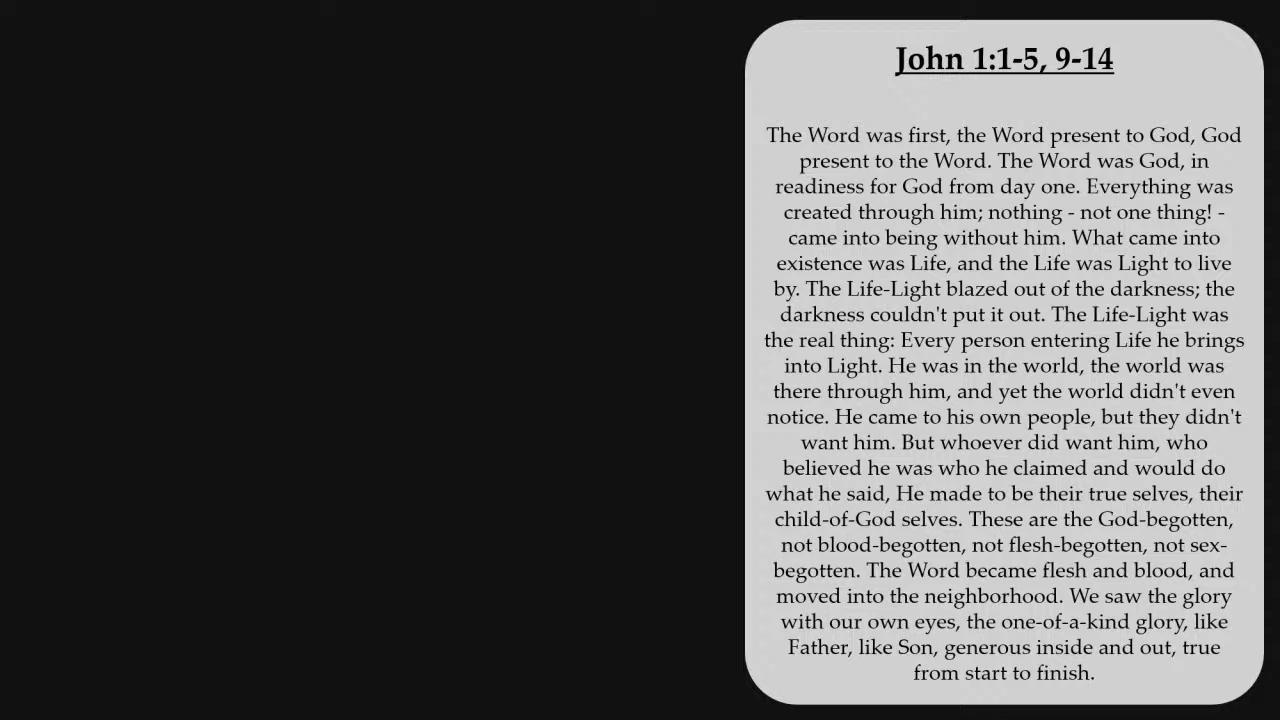 John 1:1-5, 9-14
The Word was first, the Word present to God, God
present to the Word. The Word was God, in
readiness for God from day one. Everything was
created through him; nothing - not one thing! -
came into being without him. What came into
existence was Life, and the Life was Light to live
by. The Life-Light blazed out of the darkness; the
darkness couldn't put it out. The Life-Light was
the real thing: Every person entering Life he brings
into Light. He was in the world, the world was
there through him, and yet the world didn't even
notice. He came to his own people, but they didn't
want him. But whoever did want him, who
believed he was who he claimed and would do
what he said, He made to be their true selves, their
child-of-God selves. These are the God-begotten,
not blood-begotten, not flesh-begotten, not sex-
begotten. The Word became flesh and blood, and
moved into the neighborhood. We saw the glory
with our own eyes, the one-of-a-kind glory, like
Father, like Son, generous inside and out, true
from start to finish.